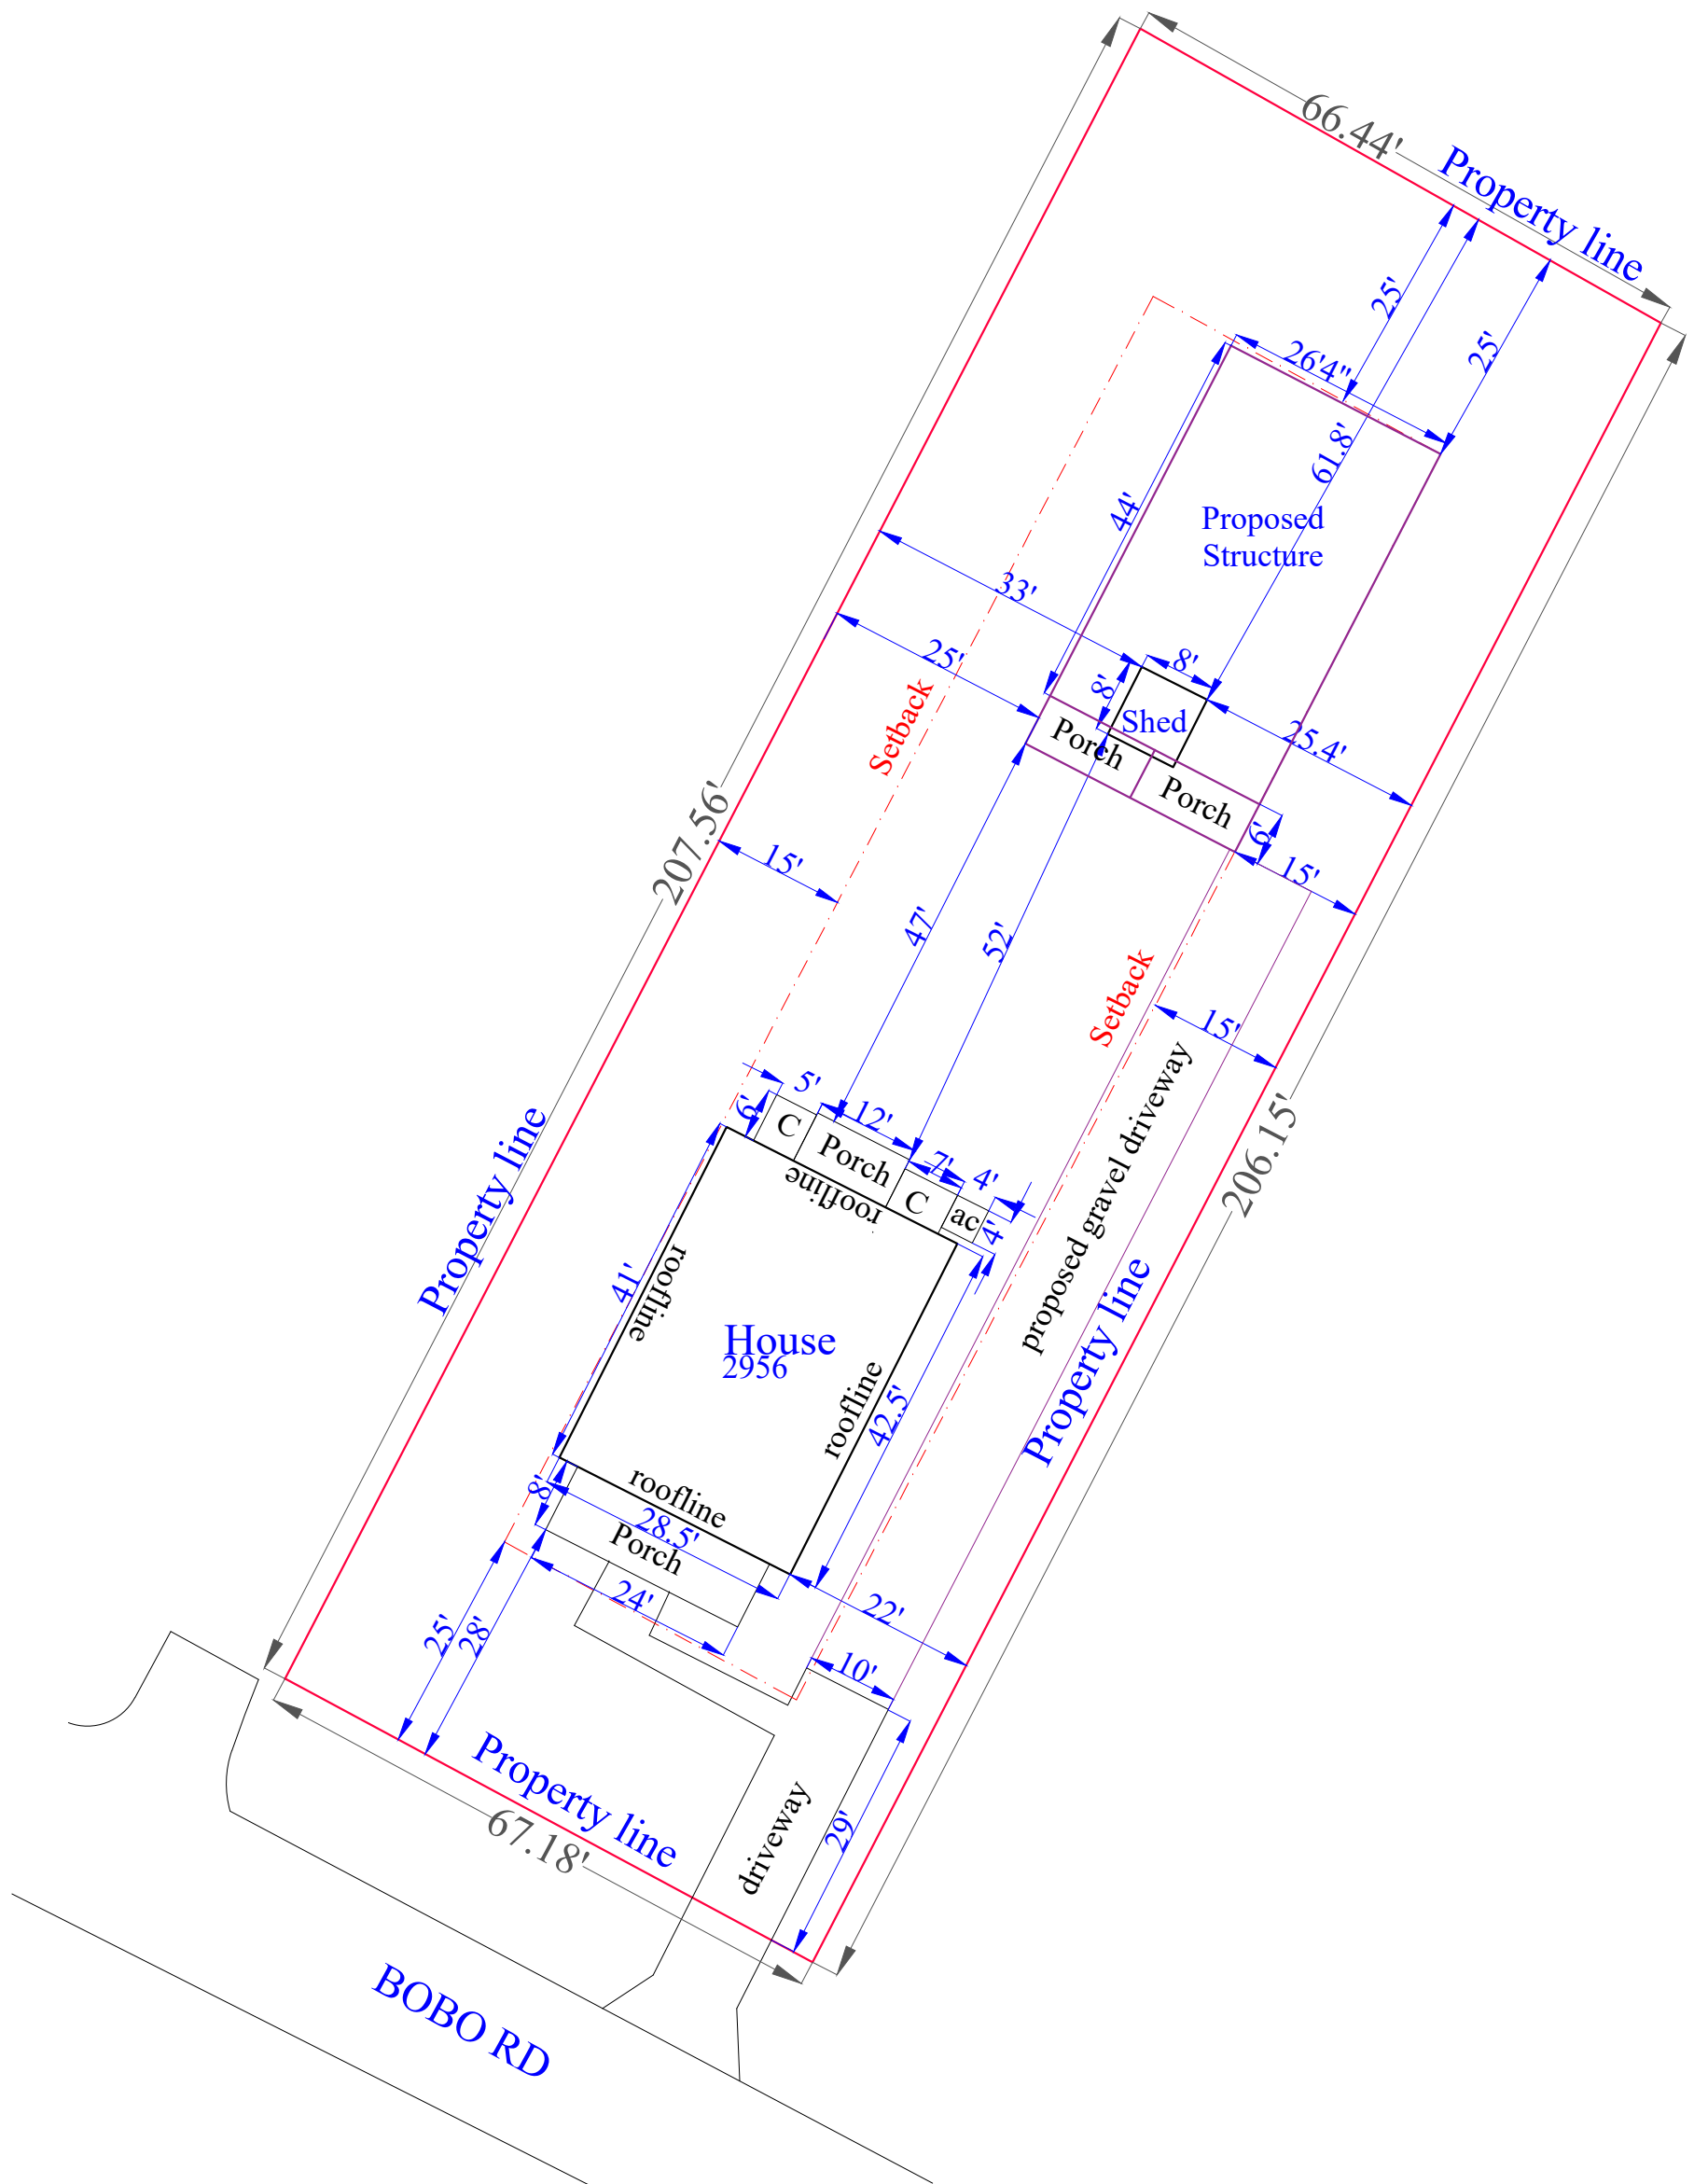 66.44'
Property line
25'
25'
26'4"
61.8'
44'
Proposed
Structure
33'
25'
8'
8'
Shed
25.4'
Porch
Porch
6'
15'
Setback
207.56'
15'
47'
52'
Setback
15'
proposed gravel driveway
206.15'
Property line
5'
6'
C
12'
Porch
7'
4'
C
ac
4'
roofline
roofline
41'
House
2956
roofline
42.5'
Property line
roofline
8'
28.5'
Porch
24'
22'
25'
28'
10'
Property line
67.18'
driveway
29'
BOBO RD